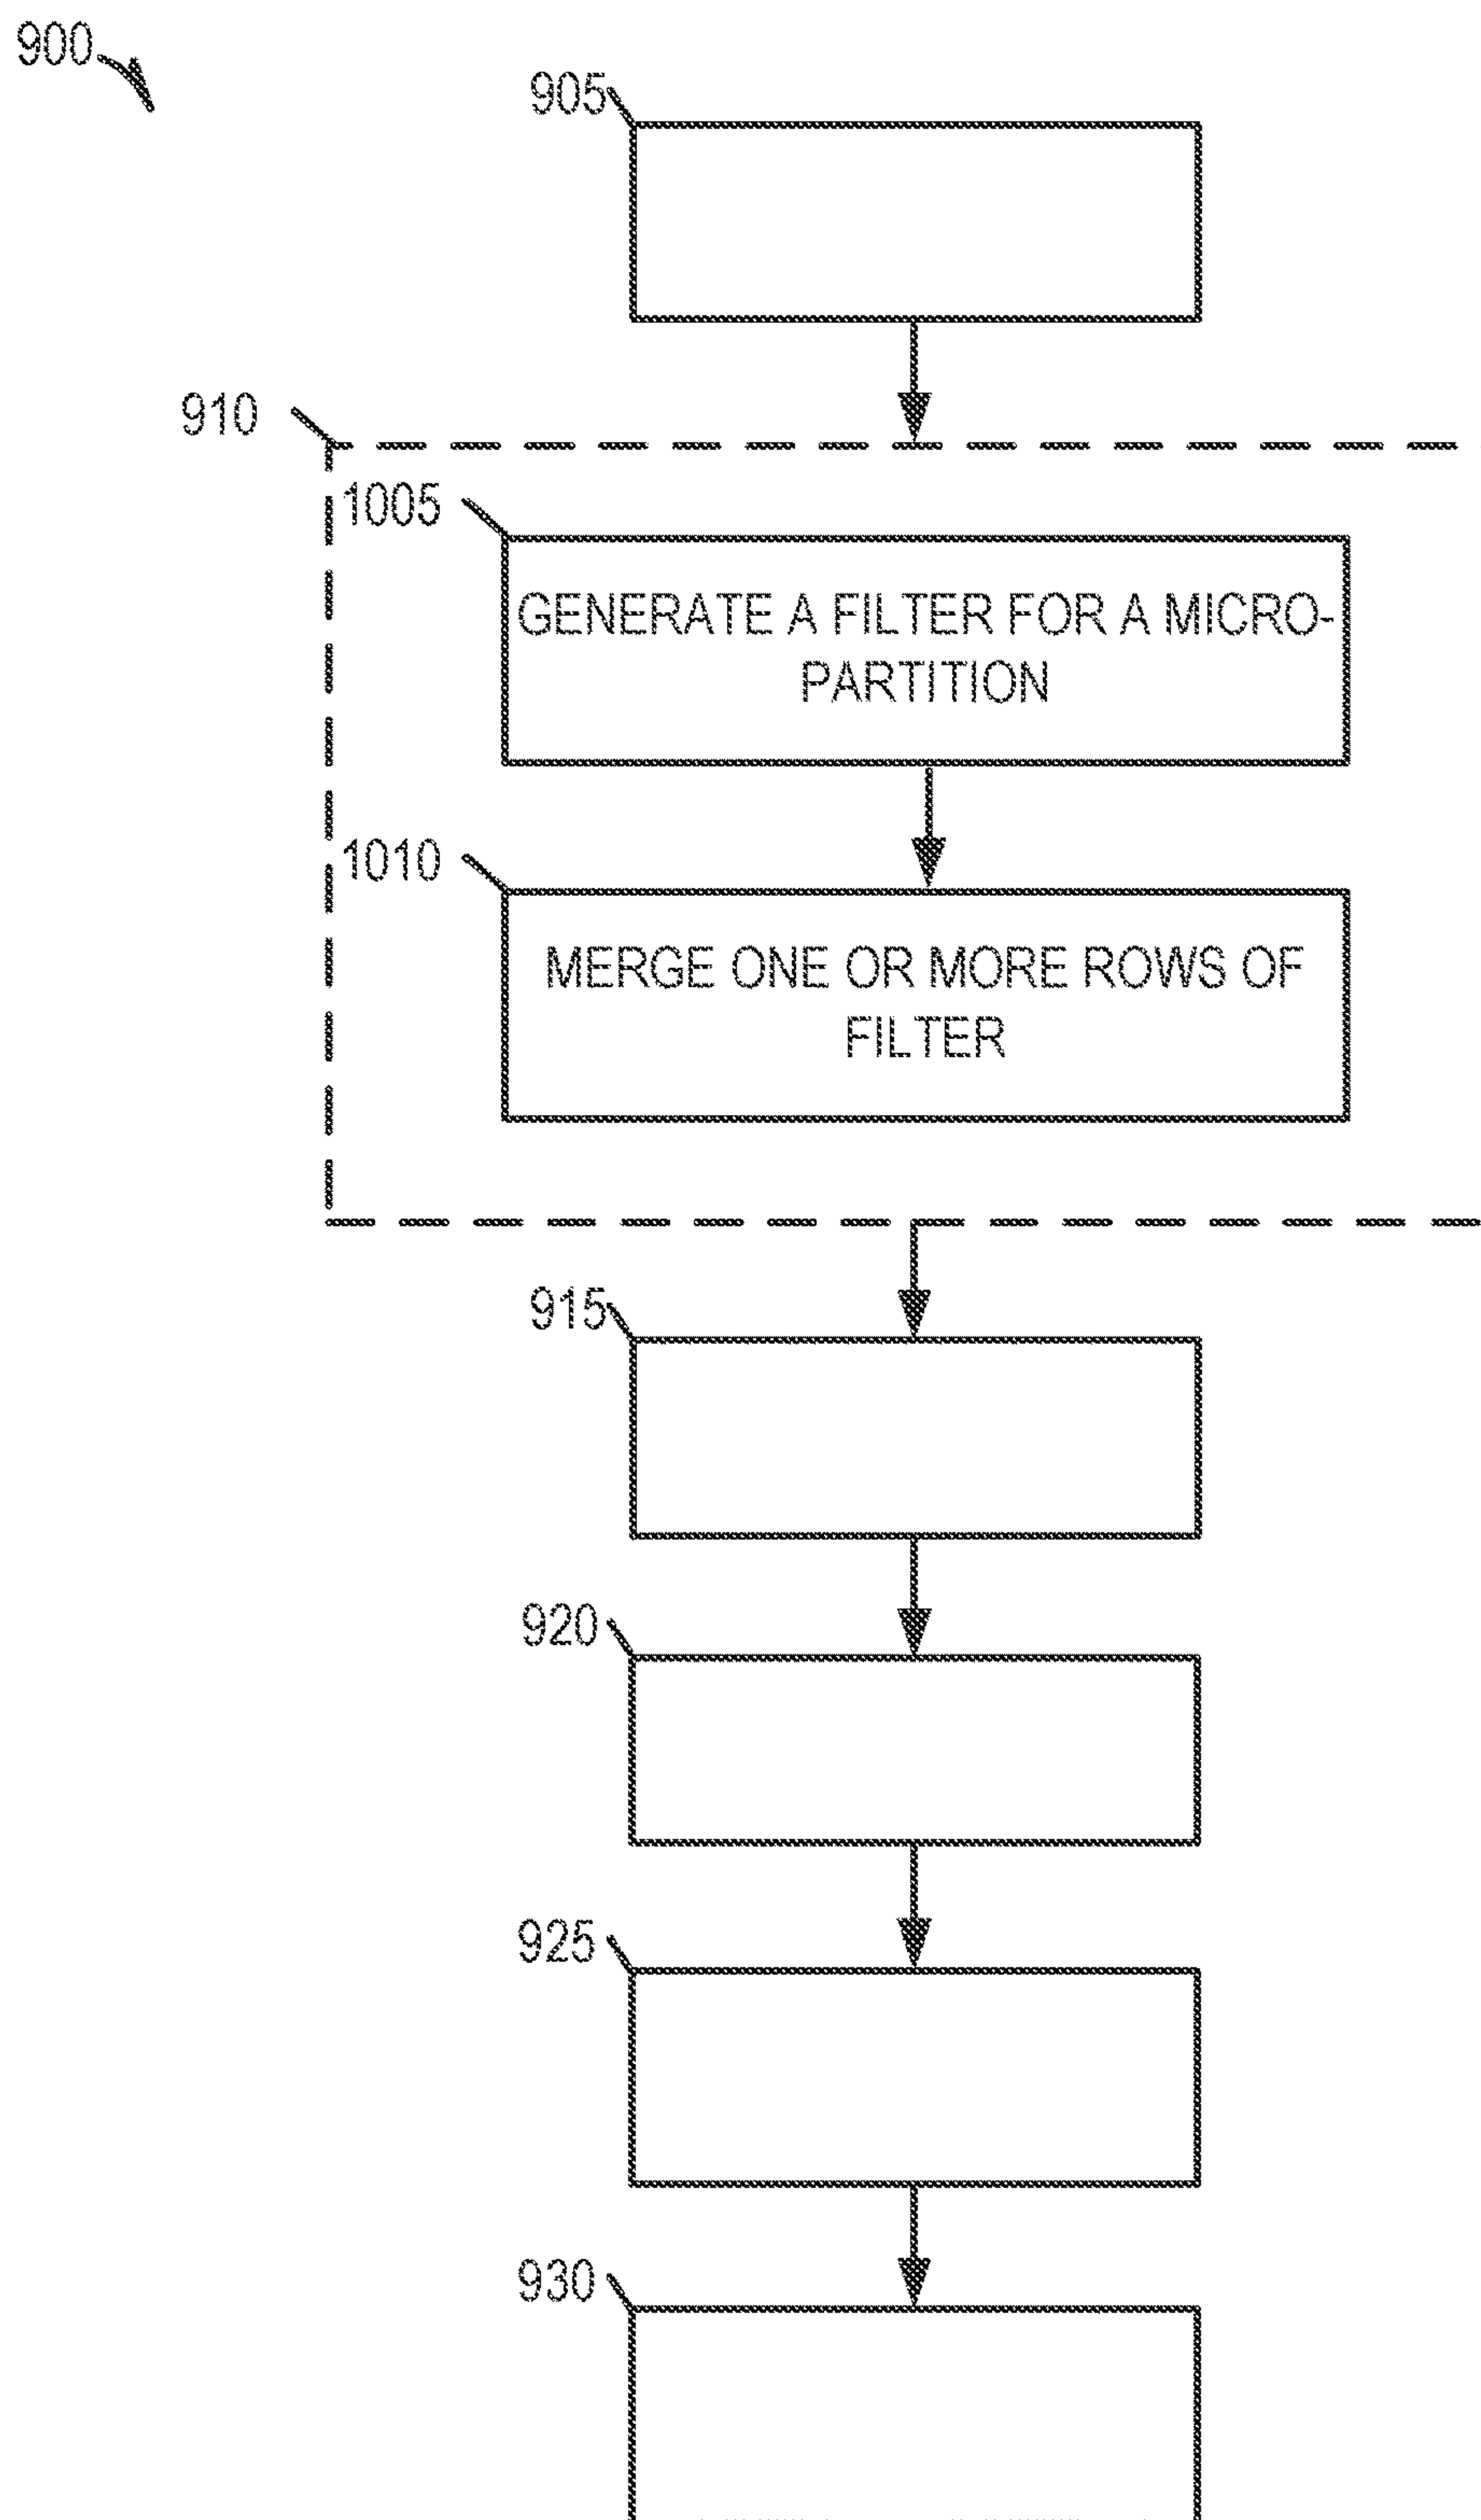 900
905
910
1005
GENERATE A FILTER FOR A MICRO-
PARTITION
1010
MERGE ONE OR MORE ROWS OF
FILTER
915
920
925
930